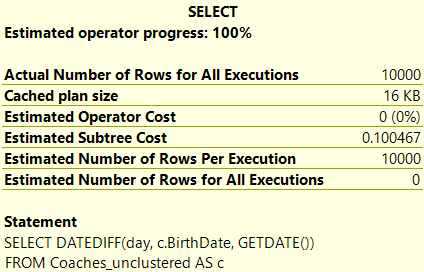 SELECT
Estimated operator progress: 100%
Actual Number of Rows for All Executions 10000
Cached plan size 16 KB
Estimated Operator Cost 0 (0%)
Estimated Subtree Cost 0.100467
Estimated Number of Rows Per Execution 10000
Estimated Number of Rows for All Executions 0
Statement
SELECT DATEDIFF(day, c.BirthDate, GETDATE())
FROM Coaches_unclustered AS c